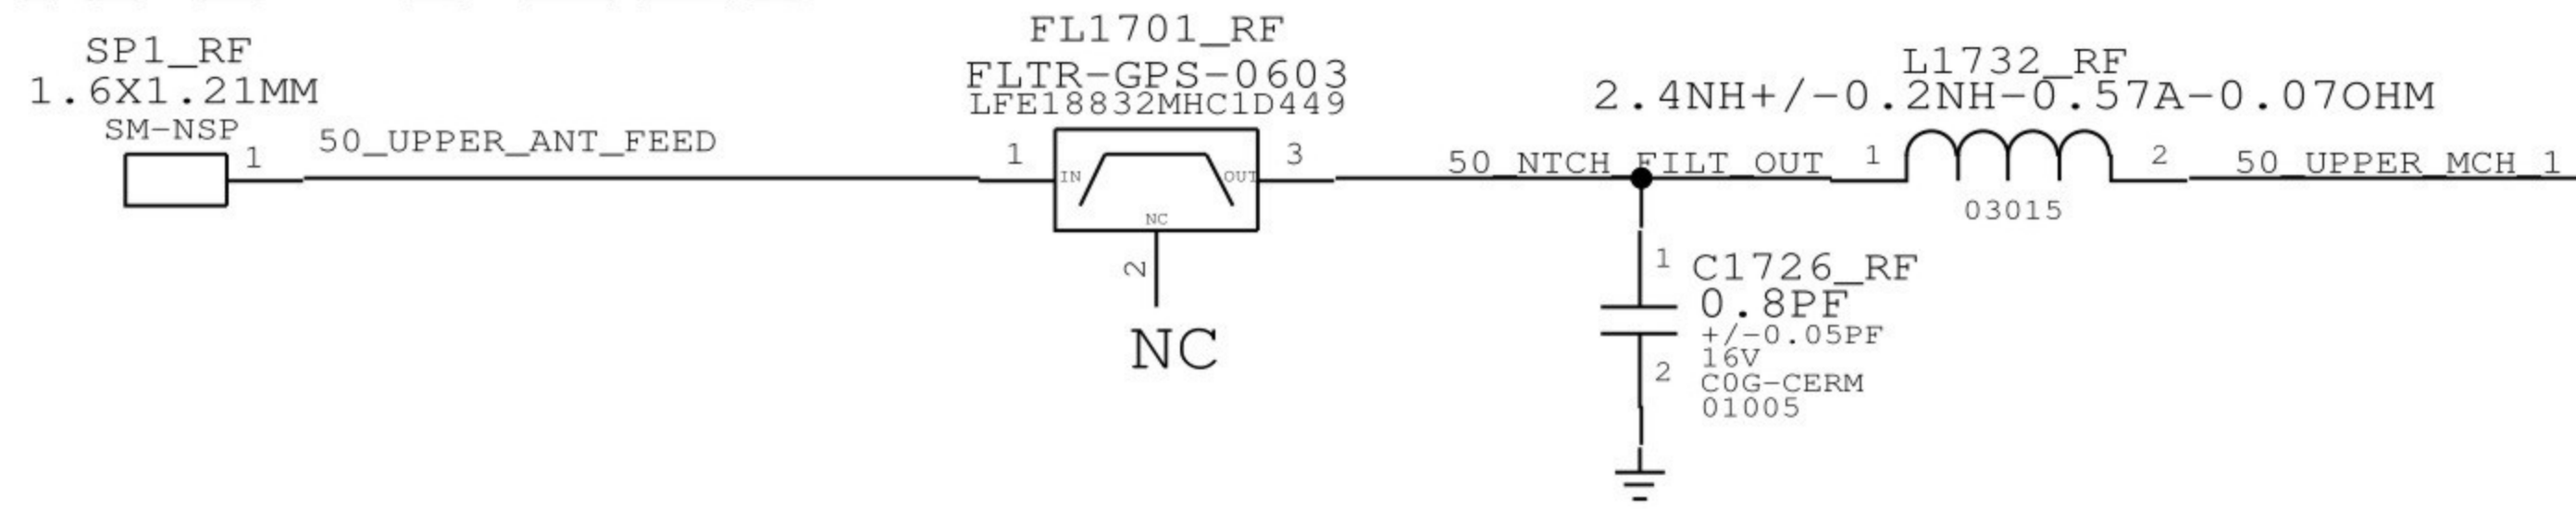 SP1_RF
1.6X1.21MM
SM-NSP
1
50_UPPER_ANT_FEED
FL1701_RF
FLTR-GPS-0603
LFE18832MHC1D449
1
IN
OUT
NC
3
2
NC
50_NTCH_FILT_OUT
L1732_RF
2.4NH+/-0.2NH-0.57A-0.07OHM
1
2
03015
50_UPPER_MCH_1
1
C1726_RF
0.8PF
+/-0.05PF
16V
2
C0G-CERM
01005